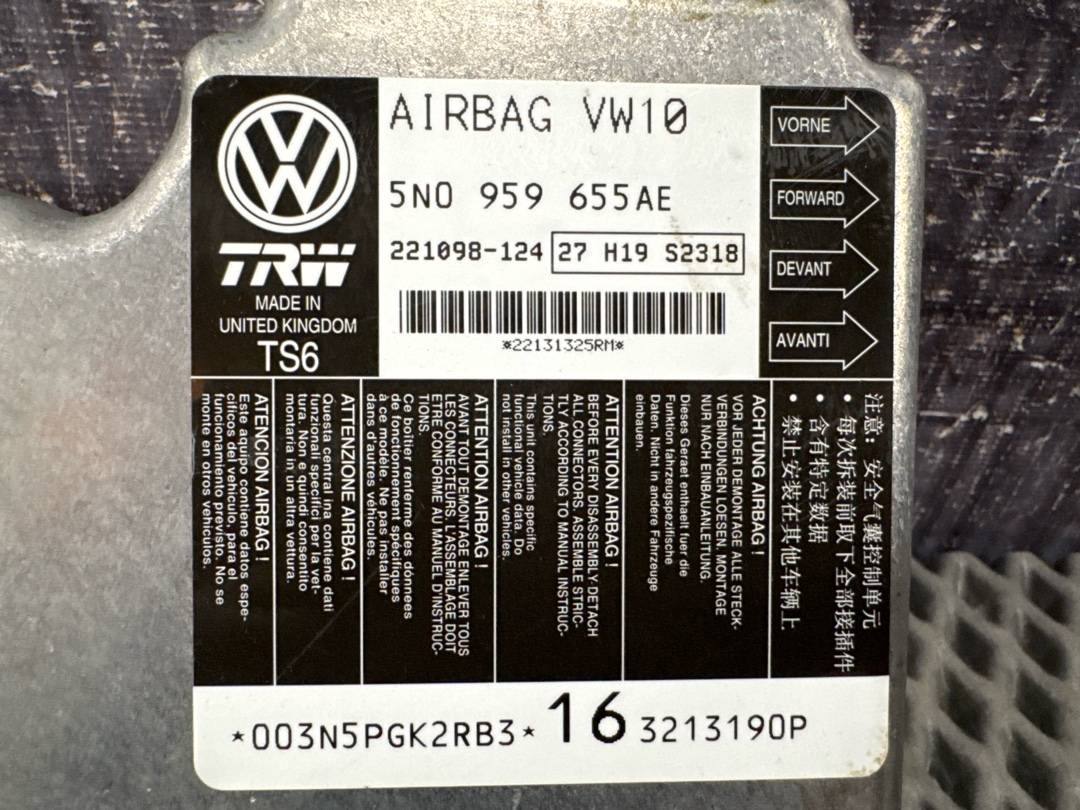 AIRBAG VW10
5N0 959 655AE
221098-124 27 H19 S2318
*22131325RM*
TRW
MADE IN
UNITED KINGDOM
TS6
VORNE
FORWARD
DEVANT
AVANTI
注意: 安全气囊控制单元
• 每次拆装前取下全部接插件
• 含有特定数据
• 禁止安装在其他车辆上
ACHTUNG AIRBAG !
VOR JEDER DEMONTAGE ALLE STECK-
VERBINDUNGEN LOESEN. MONTAGE
NUR NACH EINBAUANLEITUNG.
Dieses Geraet enthaelt fuer die
Funktion fahrzeugspezifische
Daten. Nicht in andere Fahrzeuge
einbauen.
ATTENTION AIRBAG !
BEFORE EVERY DISASSEMBLY DETACH
ALL CONNECTORS. ASSEMBLE STRIC-
TLY ACCORDING TO MANUAL INSTRUC-
TIONS.
This unit contains specific
functional vehicle data. Do
not install in other vehicles.
ATTENTION AIRBAG !
AVANT TOUT DEMONTAGE ENLEVER TOUS
LES CONNECTEURS. L'ASSEMBLAGE DOIT
ETRE CONFORME AU MANUEL D'INSTRUC-
TIONS.
Ce boîtier renferme des données
de fonctionnement spécifiques
à ce modèle. Ne pas installer
dans d'autres véhicules.
ATTENZIONE AIRBAG !
Questa central ina contiene dati
funzionali specifici per la vet-
tura. Non e quindi consentito
montarla in un altra vettura.
ATENCION AIRBAG !
Este aquipo contiene datos espe-
cíficos del vehículo, para el
funcionamiento previsto. No se
monte en otros vehículos.
*003N5PGK2RB3* 16 3213190P